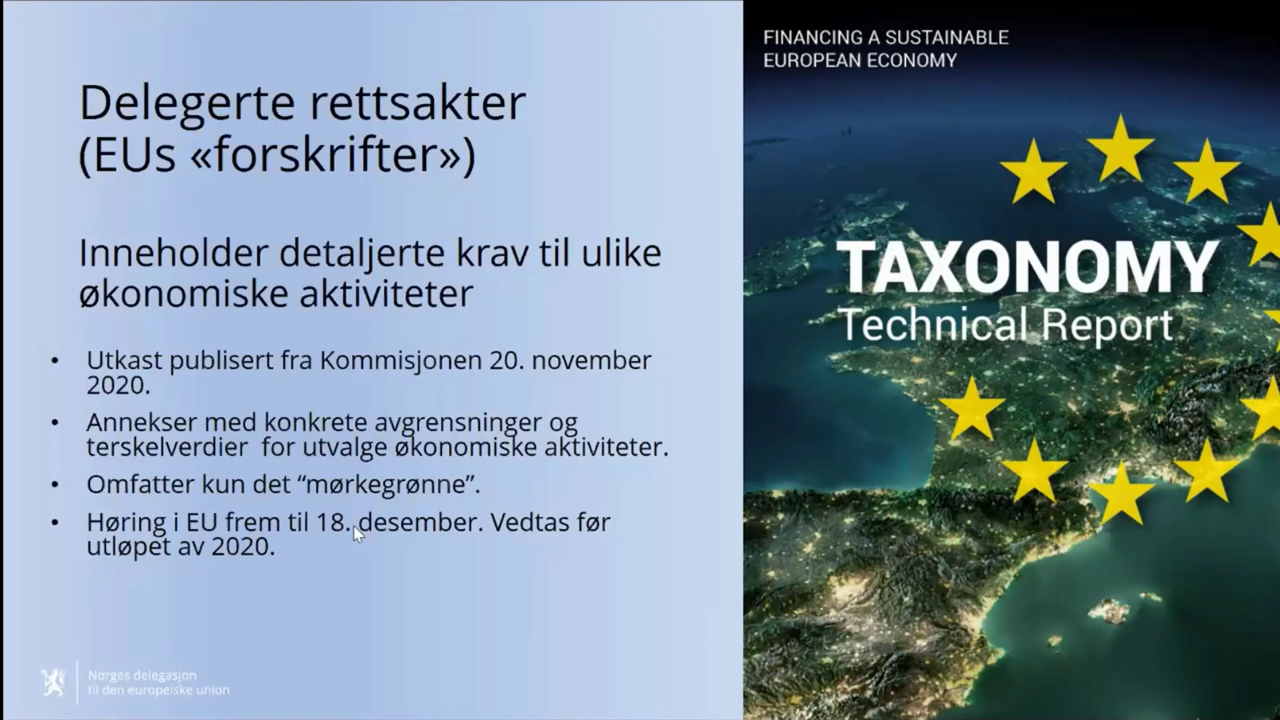 Delegerte rettsakter
(EUs «forskrifter»)
Inneholder detaljerte krav til ulike
økonomiske aktiviteter
• Utkast publisert fra Kommisjonen 20. november
2020.
• Annekser med konkrete avgrensninger og
terskelverdier for utvalge økonomiske aktiviteter.
• Omfatter kun det “mørkegrønne”.
• Høring i EU frem til 18. desember. Vedtas før
utløpet av 2020.
Norges delegasjon
til den europeiske union
FINANCING A SUSTAINABLE
EUROPEAN ECONOMY
TAXONOMY
Technical Report